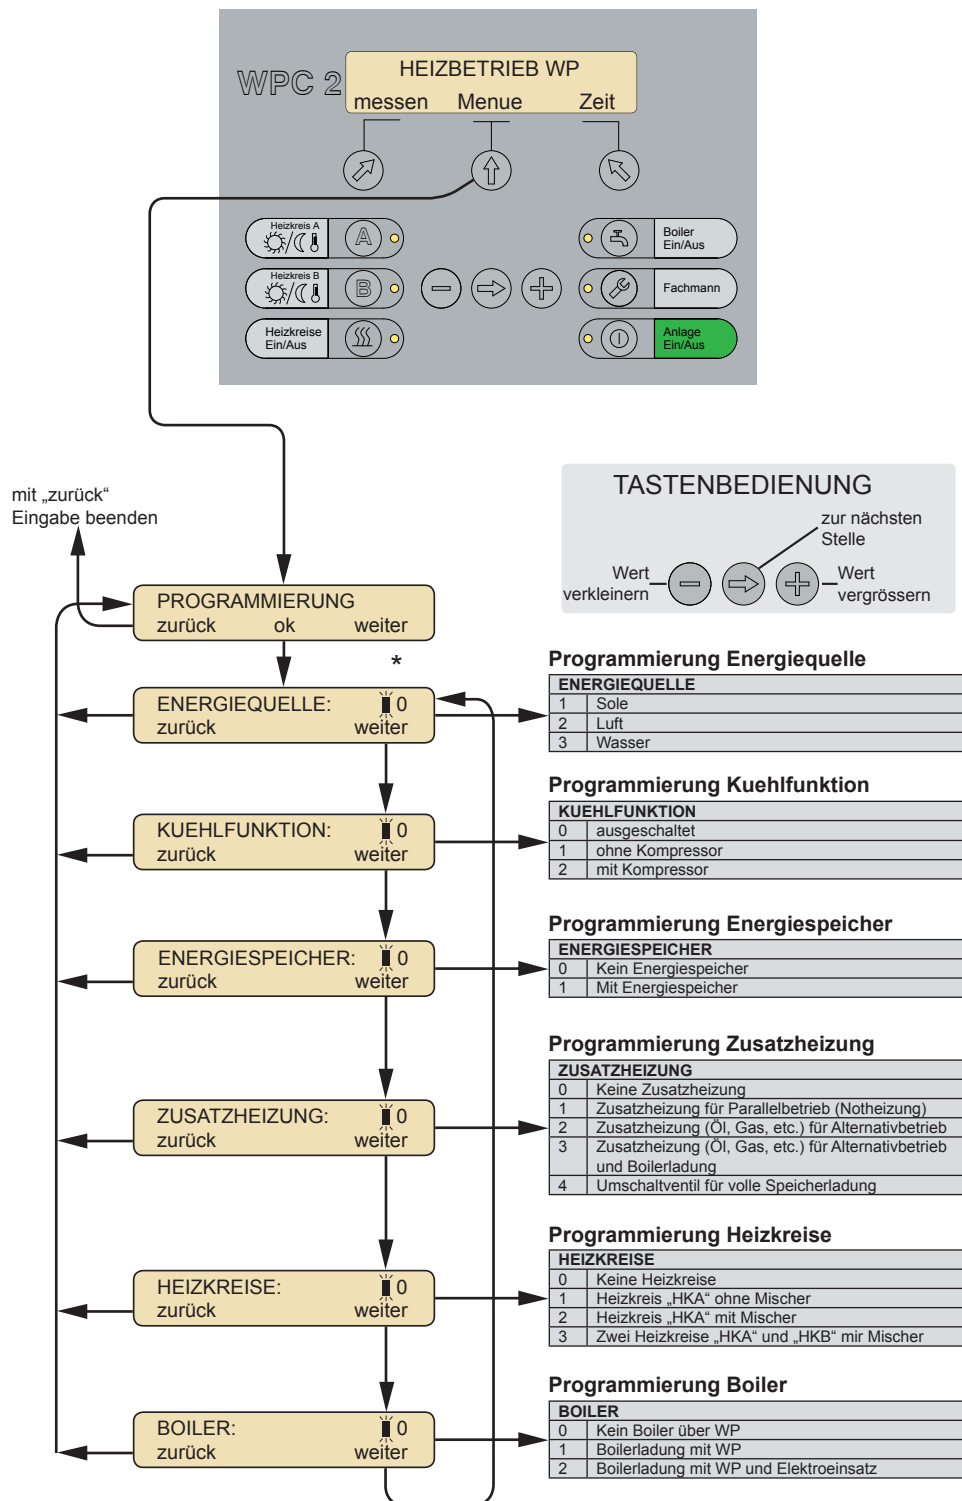 WPC 2
HEIZBETRIEB WP
messen Menue Zeit
Heizkreis A
A
Heizkreis B
B
Heizkreise
Ein/Aus
Boiler
Ein/Aus
Fachmann
Anlage
Ein/Aus
mit „zurück“
Eingabe beenden
TASTENBEDIENUNG
zur nächsten
Stelle
Wert
verkleinern
Wert
vergrössern
PROGRAMMIERUNG
zurück ok weiter
*
ENERGIEQUELLE: 0
zurück weiter
Programmierung Energiequelle
ENERGIEQUELLE
1 Sole
2 Luft
3 Wasser
KUEHLFUNKTION: 0
zurück weiter
Programmierung Kuehlfunktion
KUEHLFUNKTION
0 ausgeschaltet
1 ohne Kompressor
2 mit Kompressor
ENERGIESPEICHER: 0
zurück weiter
Programmierung Energiespeicher
ENERGIESPEICHER
0 Kein Energiespeicher
1 Mit Energiespeicher
ZUSATZHEIZUNG: 0
zurück weiter
Programmierung Zusatzheizung
ZUSATZHEIZUNG
0 Keine Zusatzheizung
1 Zusatzheizung für Parallelbetrieb (Notheizung)
2 Zusatzheizung (Öl, Gas, etc.) für Alternativbetrieb
3 Zusatzheizung (Öl, Gas, etc.) für Alternativbetrieb
und Boilerladung
4 Umschaltventil für volle Speicherladung
HEIZKREISE: 0
zurück weiter
Programmierung Heizkreise
HEIZKREISE
0 Keine Heizkreise
1 Heizkreis „HKA“ ohne Mischer
2 Heizkreis „HKA“ mit Mischer
3 Zwei Heizkreise „HKA“ und „HKB“ mir Mischer
BOILER: 0
zurück weiter
Programmierung Boiler
BOILER
0 Kein Boiler über WP
1 Boilerladung mit WP
2 Boilerladung mit WP und Elektroeinsatz